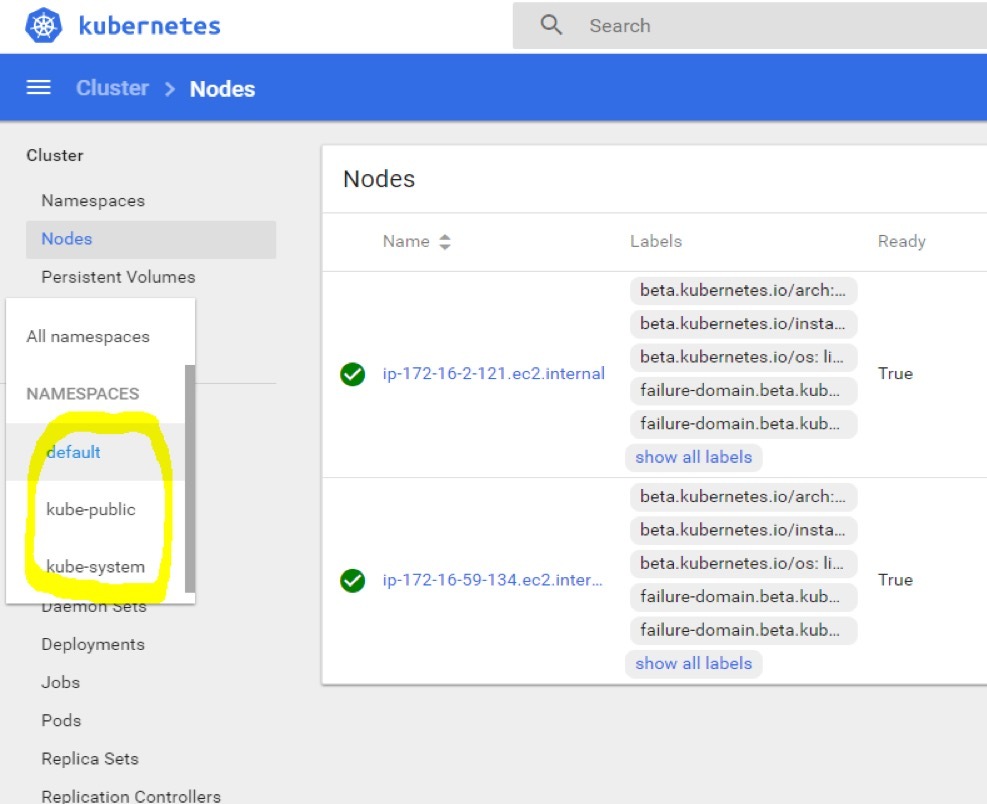 kubernetes
Search
Cluster > Nodes
Cluster
Namespaces
Nodes
Persistent Volumes
All namespaces
NAMESPACES
default
kube-public
kube-system
Daemon Sets
Deployments
Jobs
Pods
Replica Sets
Replication Controllers
Nodes
Name Labels Ready
beta.kubernetes.io/arch:...
beta.kubernetes.io/insta...
beta.kubernetes.io/os: li...
ip-172-16-2-121.ec2.internal True
failure-domain.beta.kub...
failure-domain.beta.kub...
show all labels
beta.kubernetes.io/arch:...
beta.kubernetes.io/insta...
beta.kubernetes.io/os: li...
ip-172-16-59-134.ec2.inter... True
failure-domain.beta.kub...
failure-domain.beta.kub...
show all labels